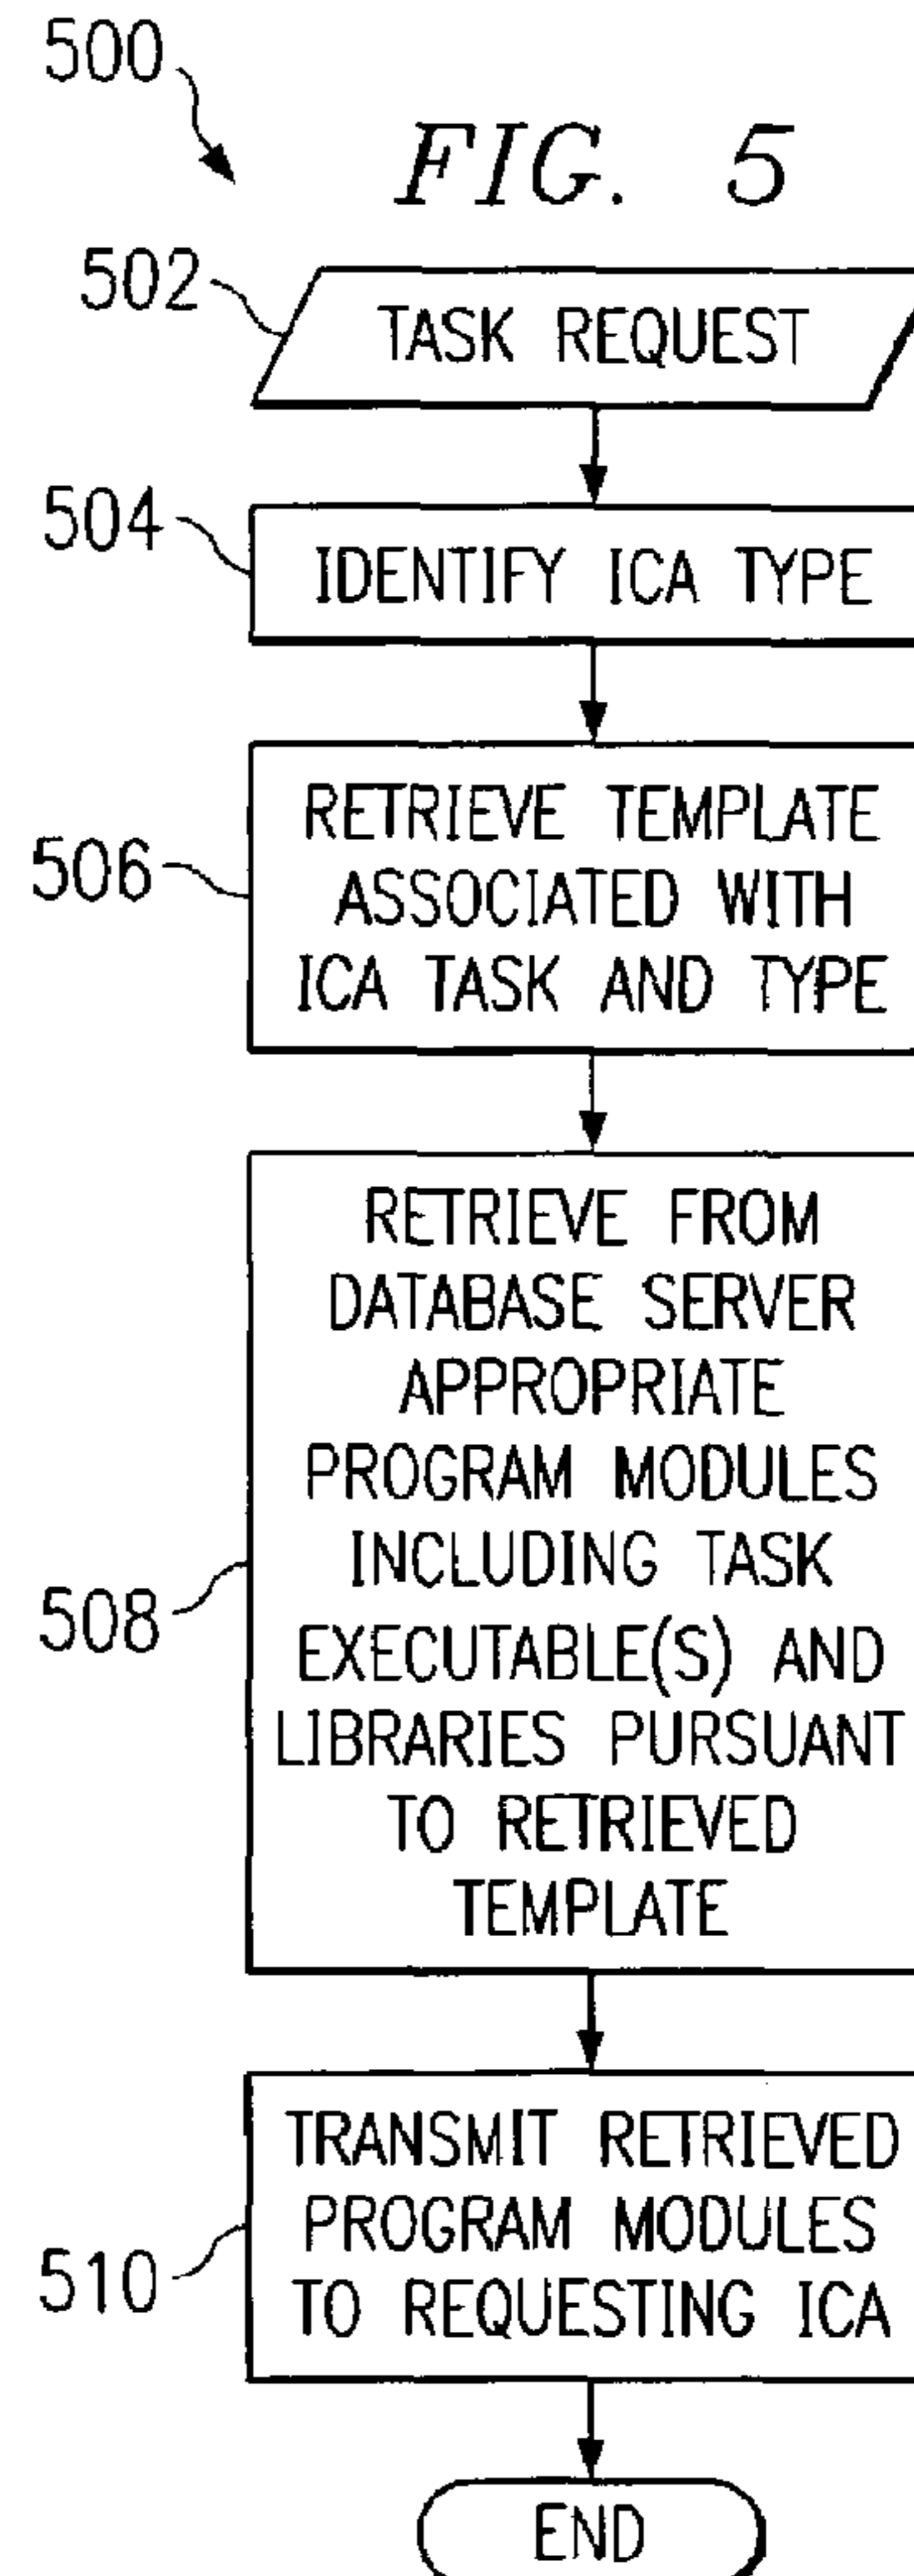 500
FIG. 5
502
TASK REQUEST
504
IDENTIFY ICA TYPE
506
RETRIEVE TEMPLATE
ASSOCIATED WITH
ICA TASK AND TYPE
508
RETRIEVE FROM
DATABASE SERVER
APPROPRIATE
PROGRAM MODULES
INCLUDING TASK
EXECUTABLE(S) AND
LIBRARIES PURSUANT
TO RETRIEVED
TEMPLATE
510
TRANSMIT RETRIEVED
PROGRAM MODULES
TO REQUESTING ICA
END